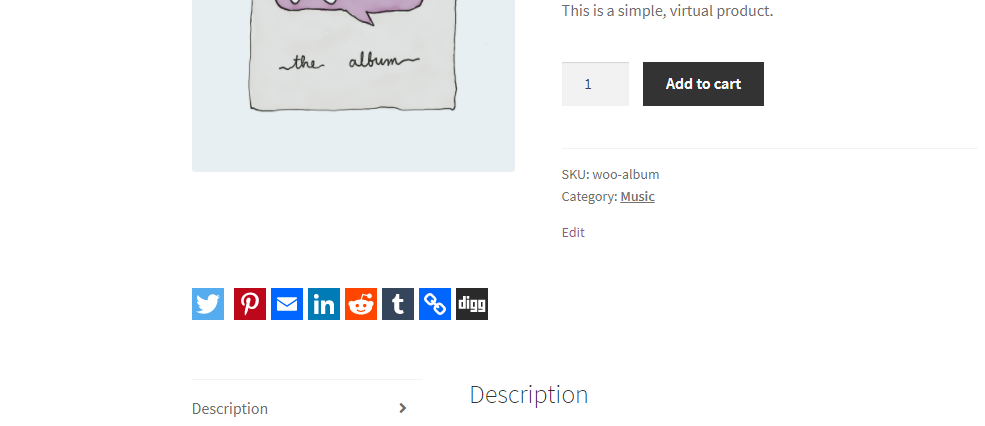 This is a simple, virtual product.
the album
1
Add to cart
SKU: woo-album
Category: Music
Edit
digg
Description
Description